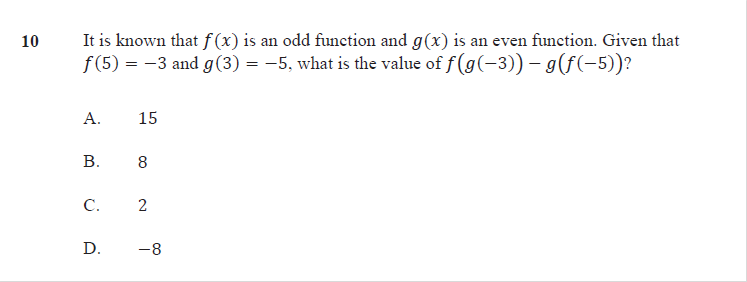 10 It is known that f(x) is an odd function and g(x) is an even function. Given that
f(5) = −3 and g(3) = −5, what is the value of f(g(−3)) − g(f(−5))?
A. 15
B. 8
C. 2
D. −8